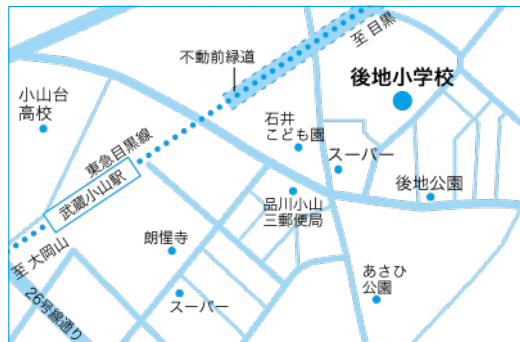 至 目黒
不動前緑道
後地小学校
小山台
高校
石井
こども園
東急目黒線
スーパー
武蔵小山駅
後地公園
品川小山
三郵便局
朗惺寺
至 大岡山
あさひ
公園
スーパー
26号線通り